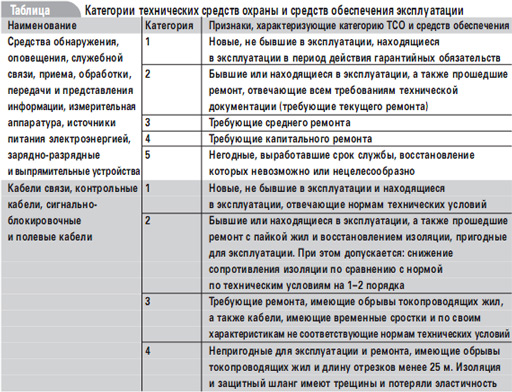 Таблица Категории технических средств охраны и средств обеспечения эксплуатации
Наименование Категория Признаки, характеризующие категорию ТСО и средств обеспечения
Средства обнаружения,
оповещения, служебной
связи, приема, обработки,
передачи и представления
информации, измерительная
аппаратура, источники
питания электроэнергией,
зарядно-разрядные
и выпрямительные устройства
1 Новые, не бывшие в эксплуатации, находящиеся
в эксплуатации в период действия гарантийных обязательств
2 Бывшие или находящиеся в эксплуатации, а также прошедшие
ремонт, отвечающие всем требованиям технической
документации (требующие текущего ремонта)
3 Требующие среднего ремонта
4 Требующие капитального ремонта
5 Негодные, выработавшие срок службы, восстановление
которых невозможно или нецелесообразно
Кабели связи, контрольные
кабели, сигнально-
блокировочные
и полевые кабели
1 Новые, не бывшие в эксплуатации и находящиеся
в эксплуатации, отвечающие нормам технических условий
2 Бывшие или находящиеся в эксплуатации, а также прошедшие
ремонт с пайкой жил и восстановлением изоляции, пригодные
для эксплуатации. При этом допускается: снижение
сопротивления изоляции по сравнению с нормой
по техническим условиям на 1–2 порядка
3 Требующие ремонта, имеющие обрывы токопроводящих жил,
а также кабели, имеющие временные сростки и по своим
характеристикам не соответствующие нормам технических условий
4 Непригодные для эксплуатации и ремонта, имеющие обрывы
токопроводящих жил и длину отрезков менее 25 м. Изоляция
и защитный шланг имеют трещины и потеряли эластичность